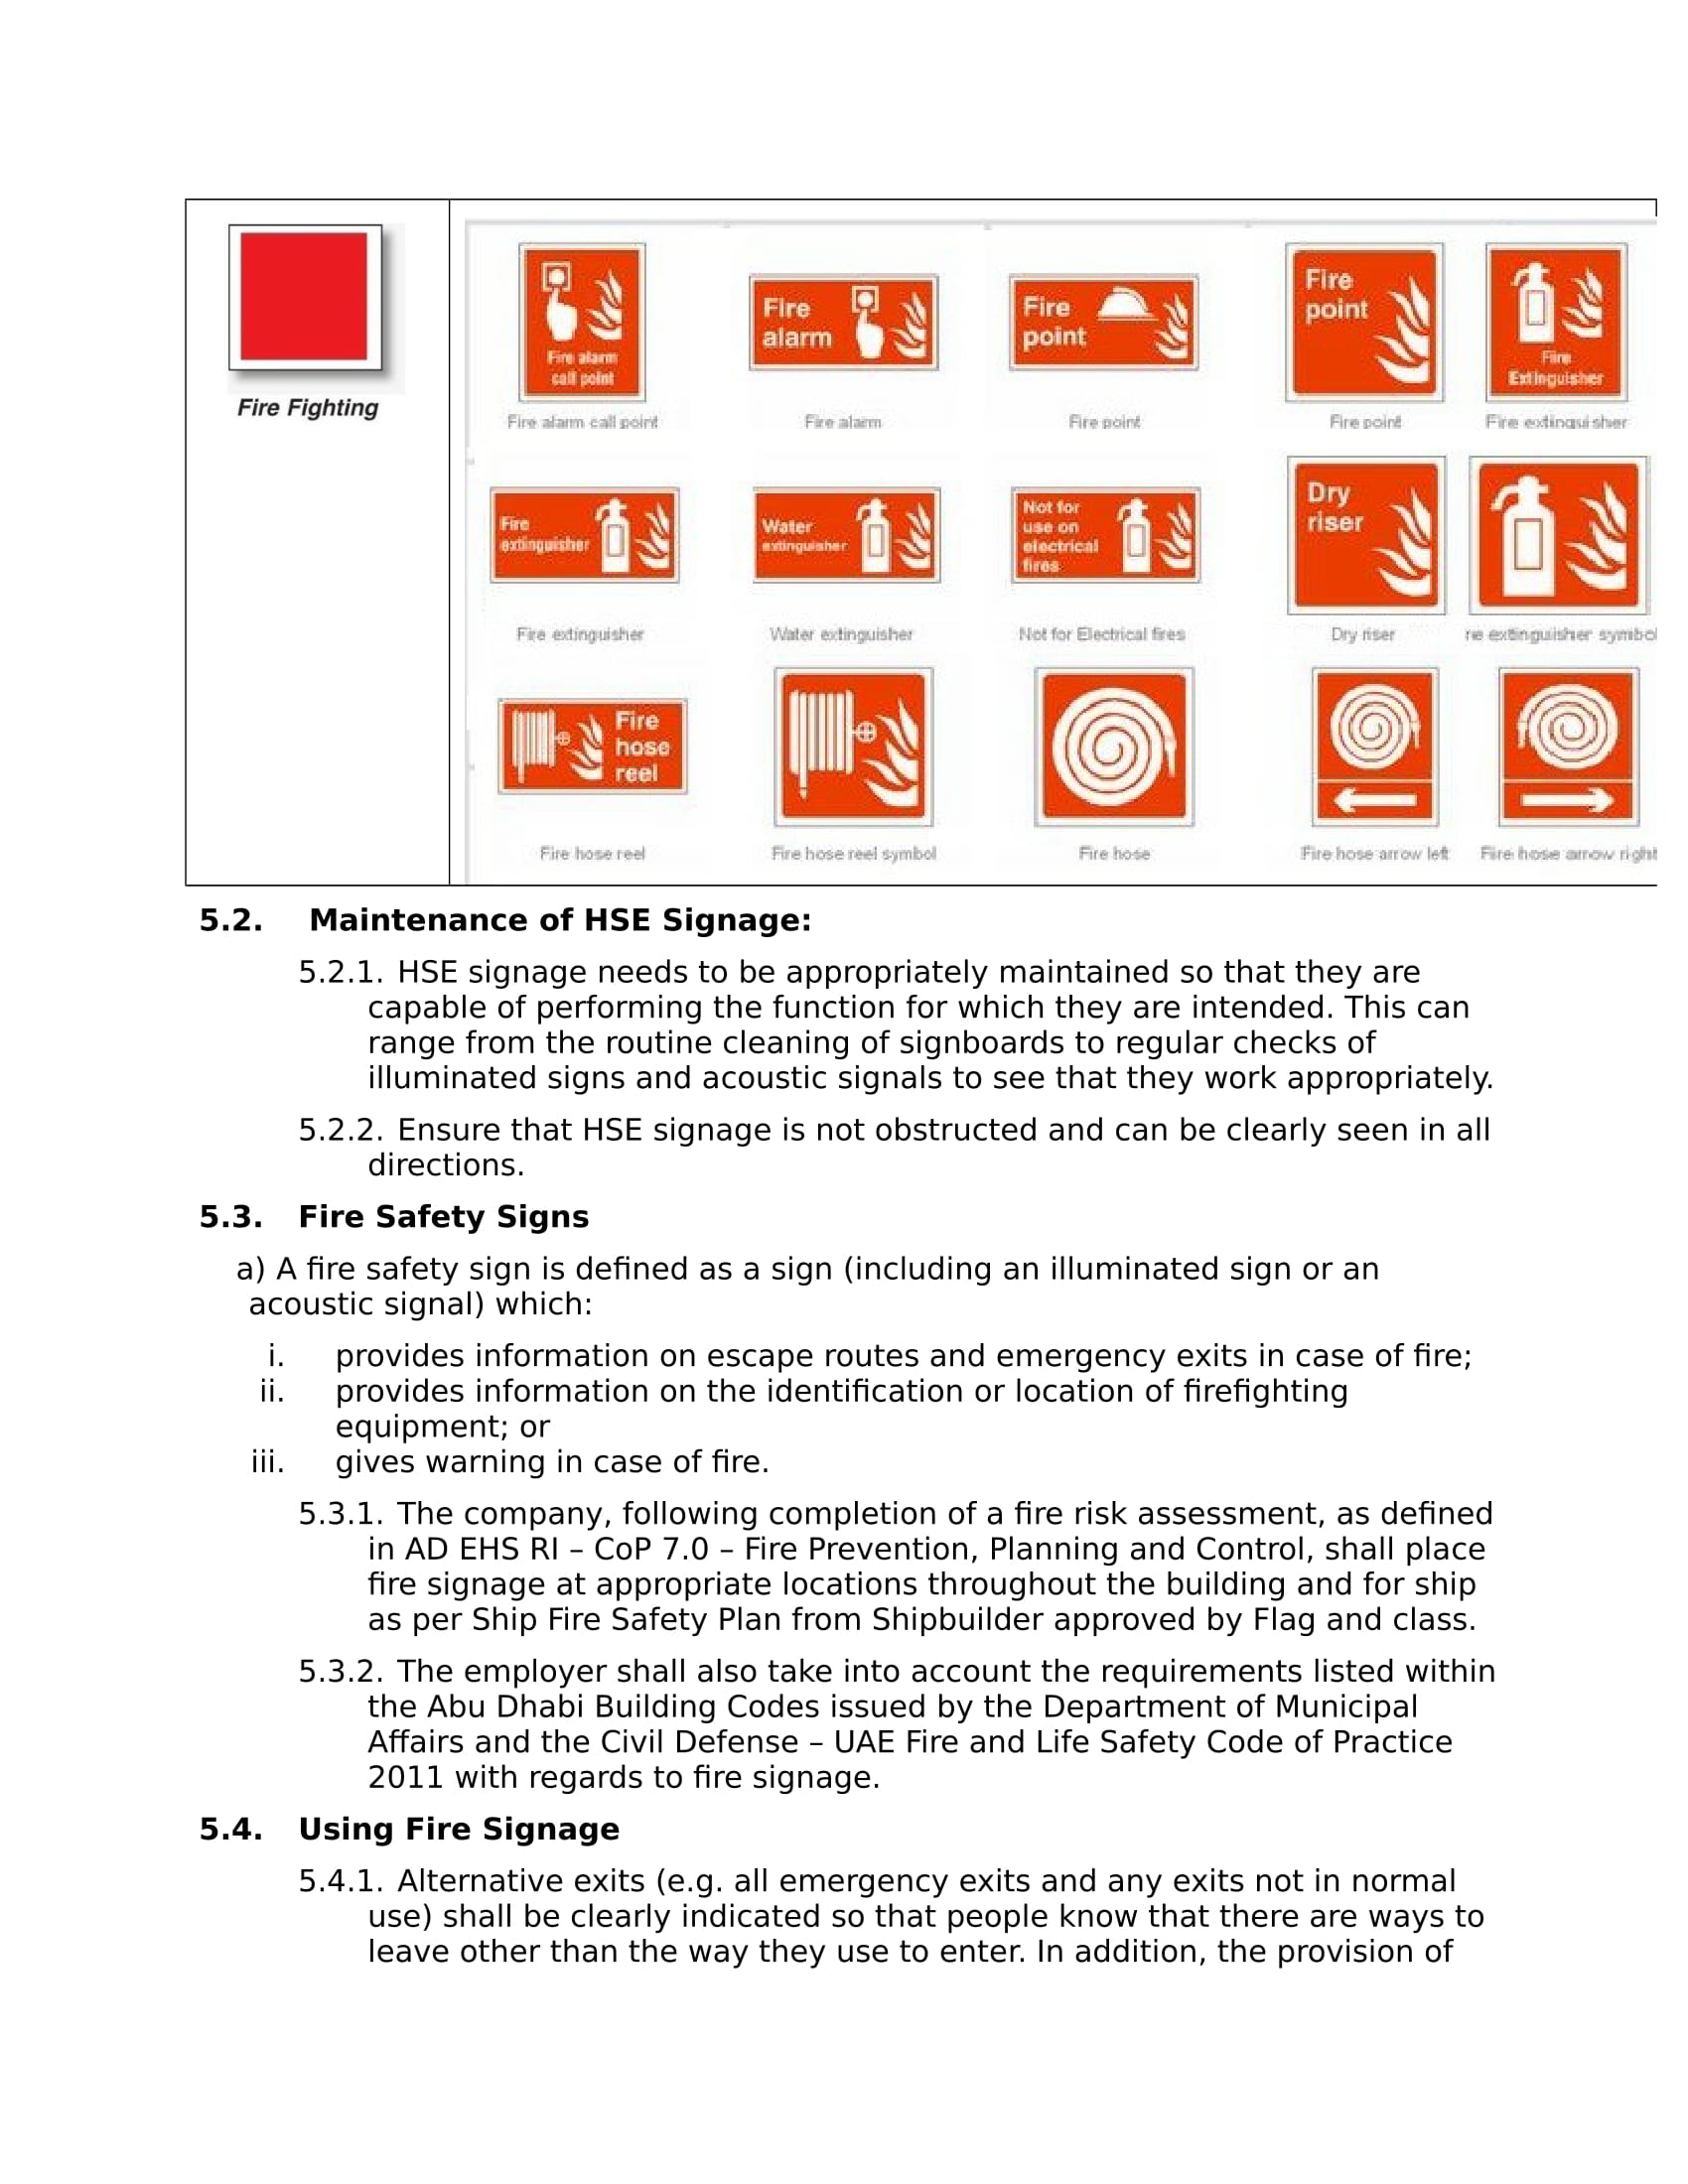 Fire Fighting
Fire alarm
call point
Fire alarm call point
Fire
alarm
Fire alarm
Fire
point
Fire point
Fire
point
Fire point
Fire
Extinguisher
Fire extinguisher
Fire
extinguisher
Fire extinguisher
Water
extinguisher
Water extinguisher
Not for
use on
electrical
fires
Not for Electrical fires
Dry
riser
Dry riser
re extinguisher symbol
Fire
hose
reel
Fire hose reel
Fire hose reel symbol
Fire hose
Fire hose arrow left
Fire hose arrow right
5.2. Maintenance of HSE Signage:
5.2.1. HSE signage needs to be appropriately maintained so that they are
capable of performing the function for which they are intended. This can
range from the routine cleaning of signboards to regular checks of
illuminated signs and acoustic signals to see that they work appropriately.
5.2.2. Ensure that HSE signage is not obstructed and can be clearly seen in all
directions.
5.3. Fire Safety Signs
a) A fire safety sign is defined as a sign (including an illuminated sign or an
acoustic signal) which:
i. provides information on escape routes and emergency exits in case of fire;
ii. provides information on the identification or location of firefighting
equipment; or
iii. gives warning in case of fire.
5.3.1. The company, following completion of a fire risk assessment, as defined
in AD EHS RI – CoP 7.0 – Fire Prevention, Planning and Control, shall place
fire signage at appropriate locations throughout the building and for ship
as per Ship Fire Safety Plan from Shipbuilder approved by Flag and class.
5.3.2. The employer shall also take into account the requirements listed within
the Abu Dhabi Building Codes issued by the Department of Municipal
Affairs and the Civil Defense – UAE Fire and Life Safety Code of Practice
2011 with regards to fire signage.
5.4. Using Fire Signage
5.4.1. Alternative exits (e.g. all emergency exits and any exits not in normal
use) shall be clearly indicated so that people know that there are ways to
leave other than the way they use to enter. In addition, the provision of